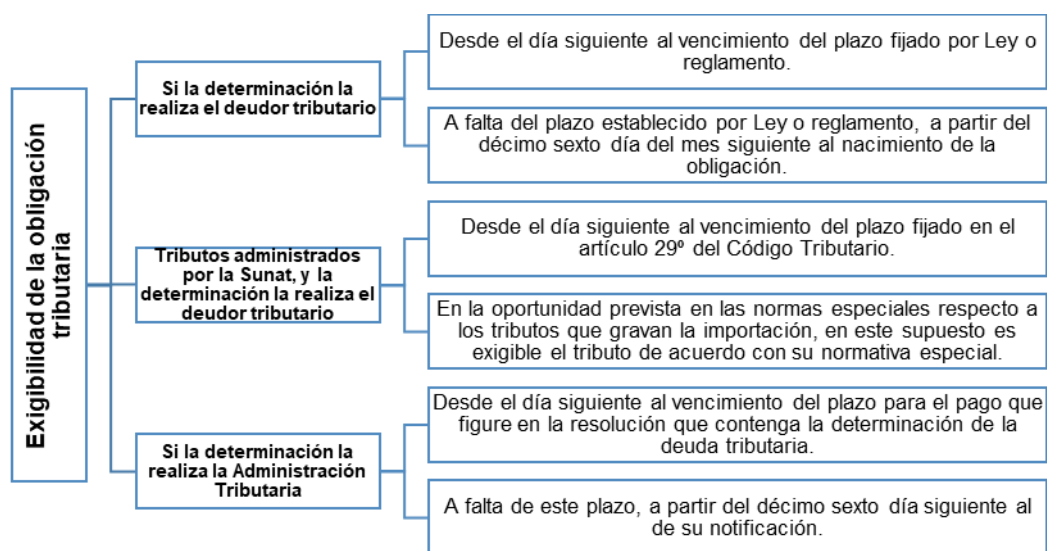 Exigibilidad de la obligación
tributaria
Si la determinación la
realiza el deudor tributario
Desde el día siguiente al vencimiento del plazo fijado por Ley o
reglamento.
A falta del plazo establecido por Ley o reglamento, a partir del
décimo sexto día del mes siguiente al nacimiento de la
obligación.
Tributos administrados
por la Sunat, y la
determinación la realiza el
deudor tributario
Desde el día siguiente al vencimiento del plazo fijado en el
artículo 29º del Código Tributario.
En la oportunidad prevista en las normas especiales respecto a
los tributos que gravan la importación, en este supuesto es
exigible el tributo de acuerdo con su normativa especial.
Si la determinación la
realiza la Administración
Tributaria
Desde el día siguiente al vencimiento del plazo para el pago que
figure en la resolución que contenga la determinación de la
deuda tributaria.
A falta de este plazo, a partir del décimo sexto día siguiente al
de su notificación.